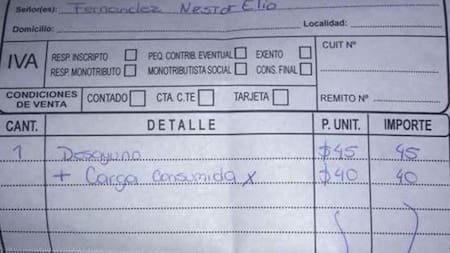 Señor(es): Fernandez Nestor Elio
Domicilio: Localidad:
IVA RESP. INSCRIPTO PEQ. CONTRIB. EVENTUAL EXENTO CUIT Nº
RESP. MONOTRIBUTO MONOTRIBUTISTA SOCIAL CONS. FINAL
CONDICIONES DE VENTA CONTADO CTA. C.TE TARJETA REMITO Nº
CANT. DETALLE P. UNIT. IMPORTE
1 Desayuno $45 45
+ Carga Consumida x $40 40